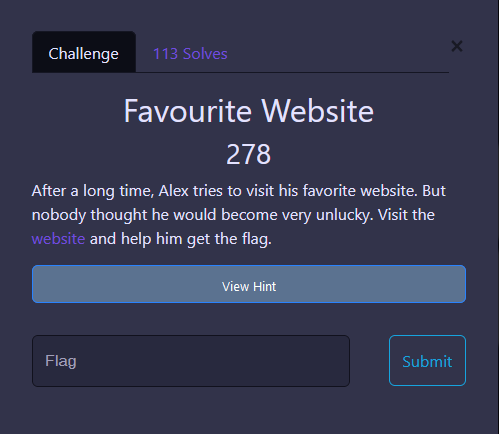 Challenge
113 Solves
×
Favourite Website
278
After a long time, Alex tries to visit his favorite website. But
nobody thought he would become very unlucky. Visit the
website and help him get the flag.
View Hint
Flag
Submit